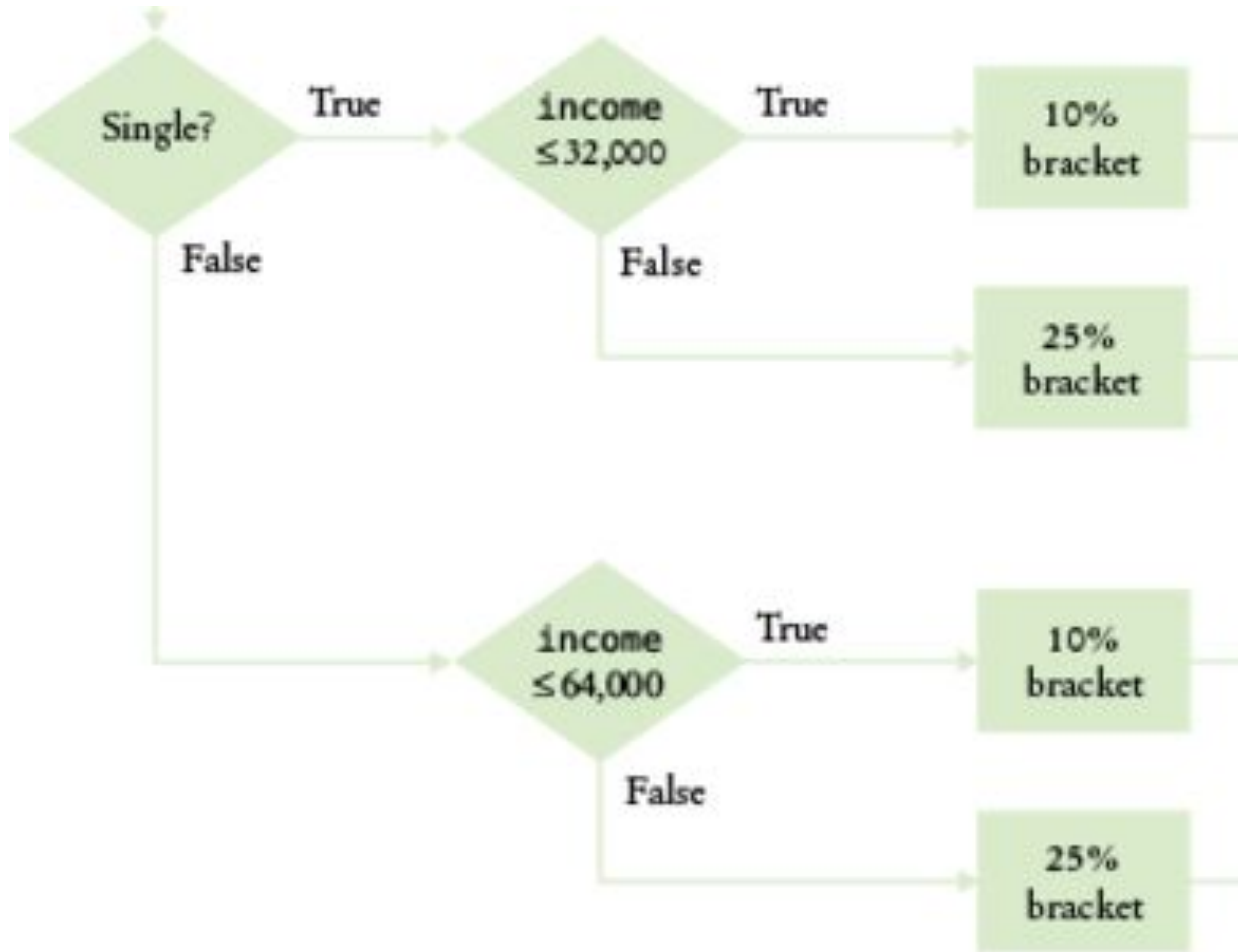 Single?
True
income
≤32,000
True
10%
bracket
False
False
25%
bracket
income
≤64,000
True
10%
bracket
False
25%
bracket